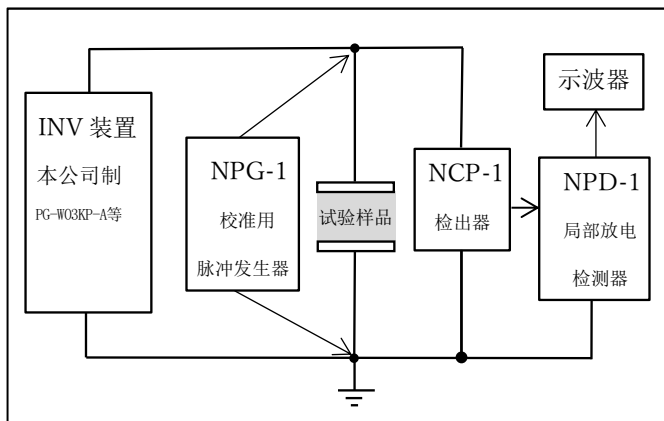 INV 装置
本公司制
PG-W03KP-A等
NPG-1
校准用
脉冲发生器
试验样品
NCP-1
检出器
示波器
NPD-1
局部放电
检测器